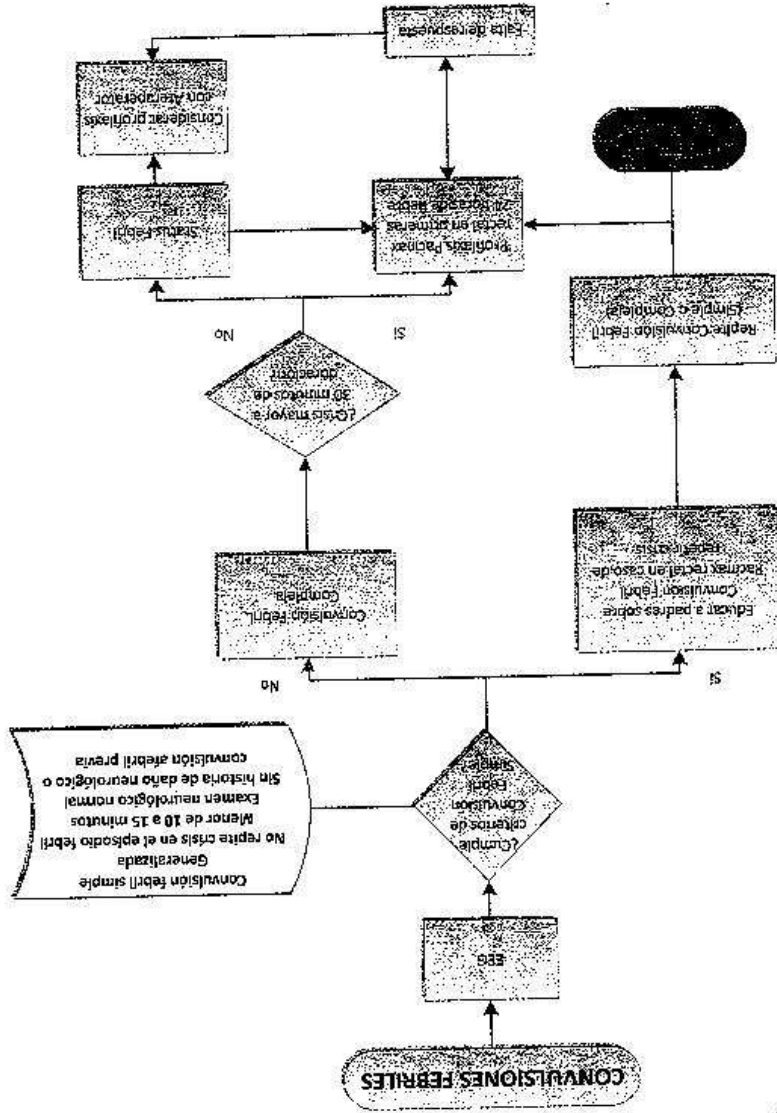 CONVULSIONES FEBRILES
EEG
¿Cumple
criterios de
Convulsión
Febril
Simple?
Convulsión febril simple
Generalizada
No repite crisis en el episodio febril
Menor de 10 a 15 minutos
Examen neurológico normal
Sin historia de daño neurológico o
convulsión afebril previa
Si
No
Educar a padres sobre
Convulsión Febril
Pacinax rectal en caso de
repetir crisis
Convulsión Febril
Compleja
Repite Convulsión Febril
(Simple o Compleja)
¿Crisis mayor a
30 minutos de
duración?
Si
No
Profilaxis Pacinax
rectal en primeras
24 horas de fiebre
Status Febril
Considerar profilaxis
con
Falta de respuesta